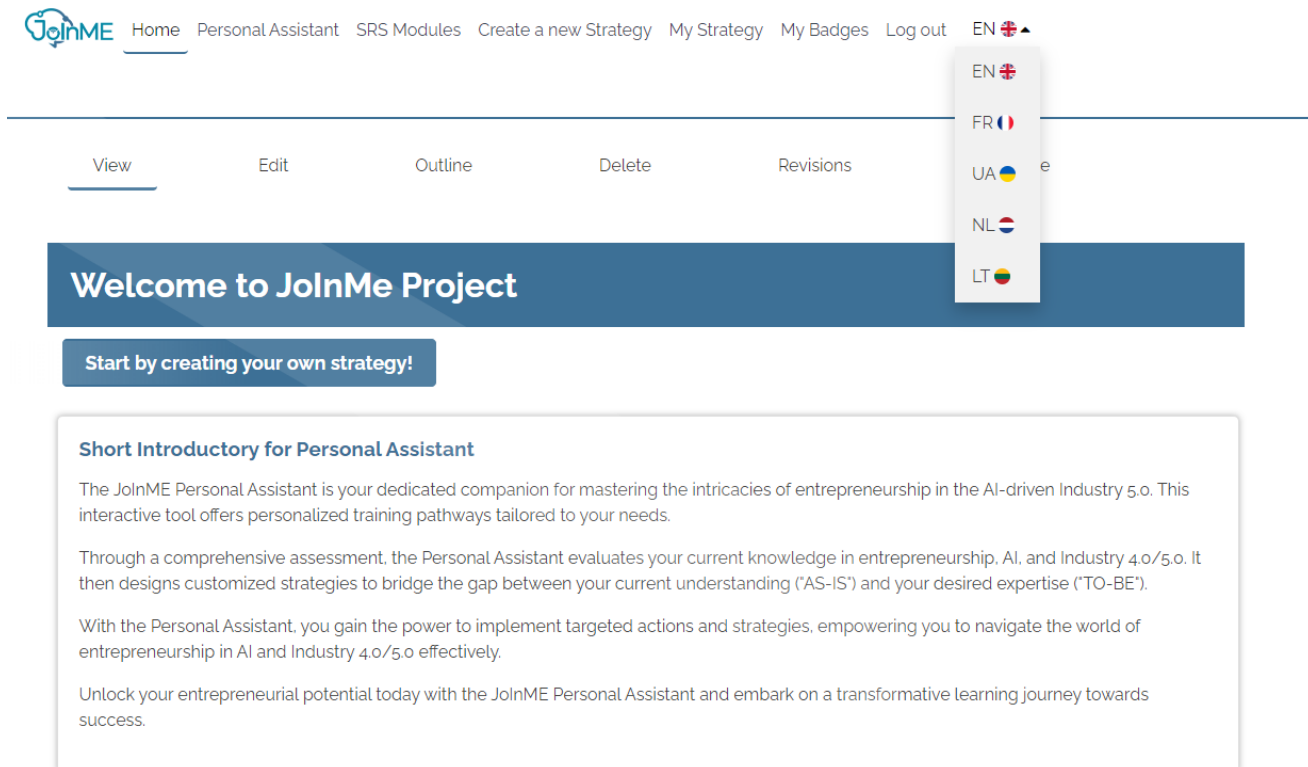 JoInME Home Personal Assistant SRS Modules Create a new Strategy My Strategy My Badges Log out EN
EN
FR
UA
NL
LT
View Edit Outline Delete Revisions e
Welcome to JoInMe Project
Start by creating your own strategy!
Short Introductory for Personal Assistant
The JoInME Personal Assistant is your dedicated companion for mastering the intricacies of entrepreneurship in the AI-driven Industry 5.0. This
interactive tool offers personalized training pathways tailored to your needs.
Through a comprehensive assessment, the Personal Assistant evaluates your current knowledge in entrepreneurship, AI, and Industry 4.0/5.0. It
then designs customized strategies to bridge the gap between your current understanding ("AS-IS") and your desired expertise ("TO-BE").
With the Personal Assistant, you gain the power to implement targeted actions and strategies, empowering you to navigate the world of
entrepreneurship in AI and Industry 4.0/5.0 effectively.
Unlock your entrepreneurial potential today with the JoInME Personal Assistant and embark on a transformative learning journey towards
success.